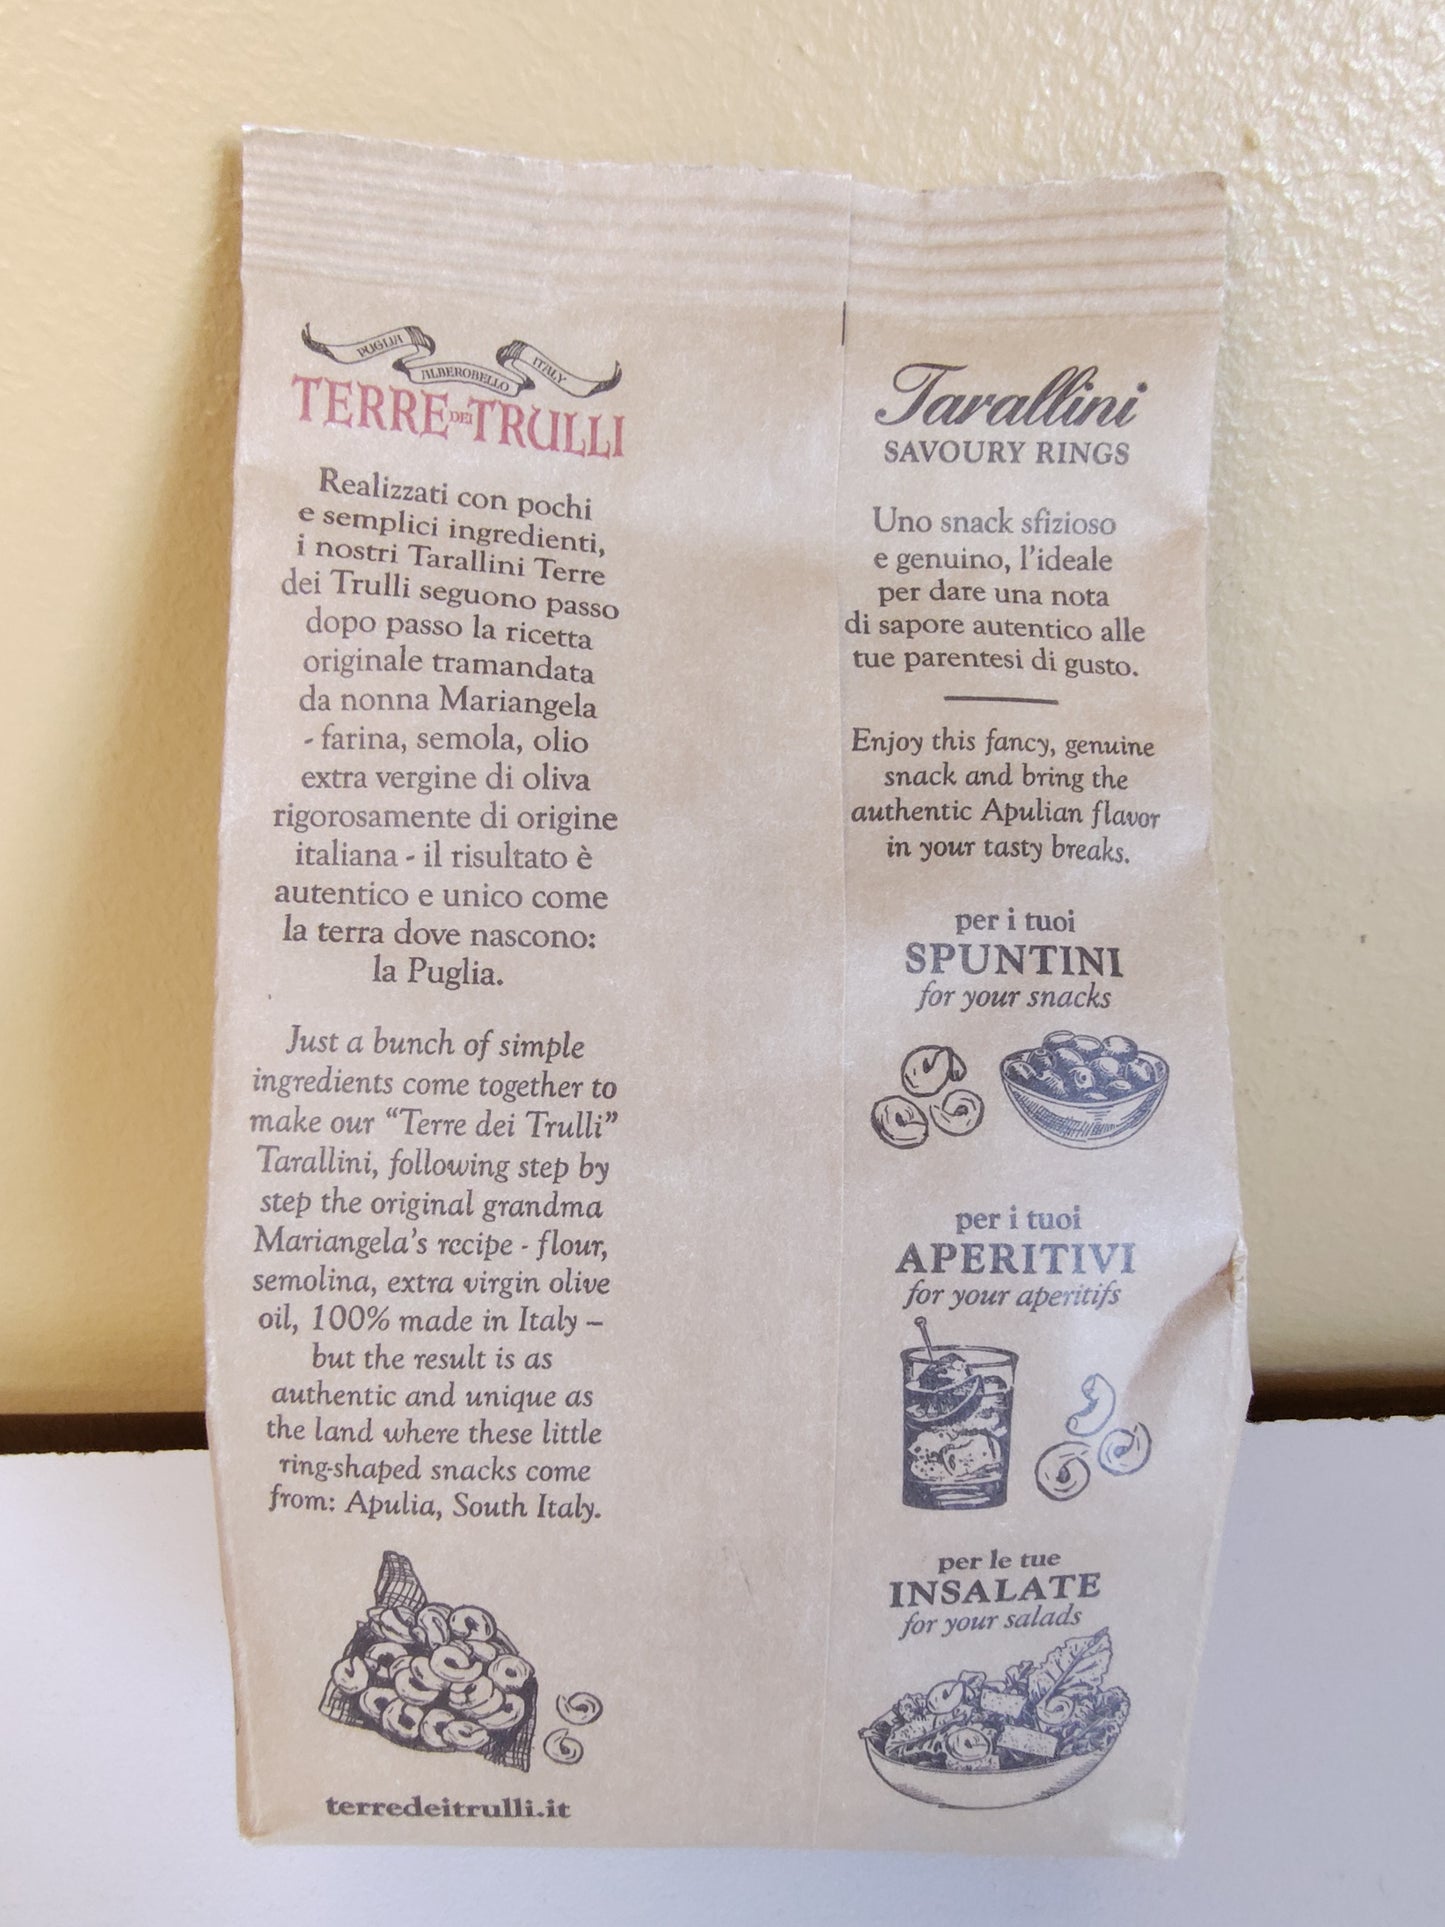 PUGLIA
ALBEROBELLO
ITALY
TERRE DEI TRULLI
Realizzati con pochi
e semplici ingredienti,
i nostri Tarallini Terre
dei Trulli seguono passo
dopo passo la ricetta
originale tramandata
da nonna Mariangela
- farina, semola, olio
extra vergine di oliva
rigorosamente di origine
italiana - il risultato è
autentico e unico come
la terra dove nascono:
la Puglia.
Just a bunch of simple
ingredients come together to
make our “Terre dei Trulli”
Tarallini, following step by
step the original grandma
Mariangela’s recipe - flour,
semolina, extra virgin olive
oil, 100% made in Italy –
but the result is as
authentic and unique as
the land where these little
ring-shaped snacks come
from: Apulia, South Italy.
terredeitrulli.it
Tarallini
SAVOURY RINGS
Uno snack sfizioso
e genuino, l’ideale
per dare una nota
di sapore autentico alle
tue parentesi di gusto.
Enjoy this fancy, genuine
snack and bring the
authentic Apulian flavor
in your tasty breaks.
per i tuoi
SPUNTINI
for your snacks
per i tuoi
APERITIVI
for your aperitifs
per le tue
INSALATE
for your salads